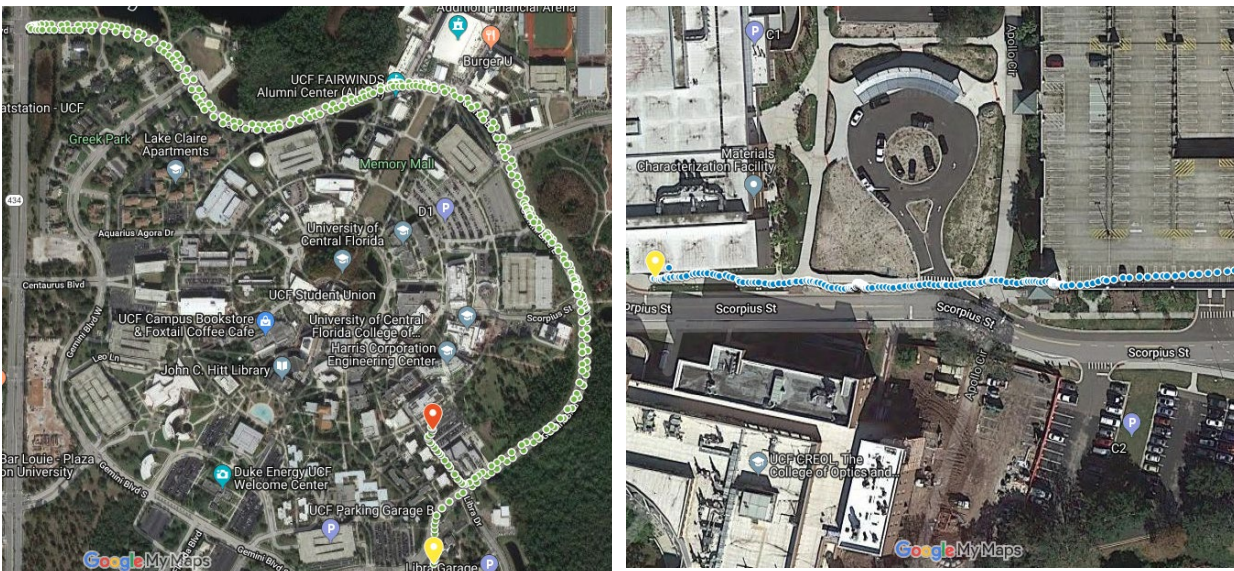 Addition Financial Arena
Burger U
UCF FAIRWINDS
Alumni Center
atstation - UCF
Greek Park
Lake Claire
Apartments
Memory Mall
434
D1
University of
Central Florida
Aquarius Agora Dr
Centaurus Blvd
UCF Student Union
Scorpius St
Gemini Blvd W
UCF Campus Bookstore
& Foxtail Coffee Cafe
University of Central
Florida College of...
Harris Corporation
Engineering Center
Leo Ln
John C. Hitt Library
Bar Louie - Plaza
on University
Gemini Blvd S
Duke Energy UCF
Welcome Center
Libra Dr
UCF Parking Garage B
P
Gemini Blvd S
Libra Garage
P
Google My Maps
P
C1
Apollo Cir
Materials
Characterization Facility
orpius St
Scorpius St
Scorpius St
Scorpius St
Apollo Cir
P
C2
UCF CREOL, The
College of Optics and
Google My Maps